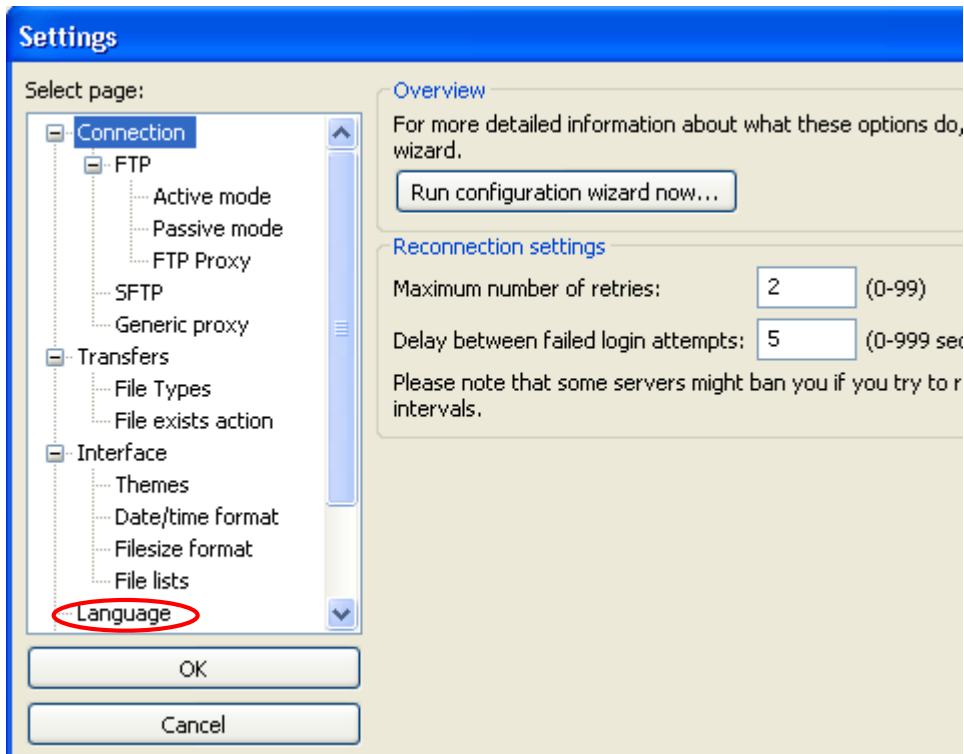 Settings
Select page:
Connection
FTP
Active mode
Passive mode
FTP Proxy
SFTP
Generic proxy
Transfers
File Types
File exists action
Interface
Themes
Date/time format
Filesize format
File lists
Language
OK
Cancel
Overview
For more detailed information about what these options do,
wizard.
Run configuration wizard now...
Reconnection settings
Maximum number of retries: 2 (0-99)
Delay between failed login attempts: 5 (0-999 sec
Please note that some servers might ban you if you try to r
intervals.